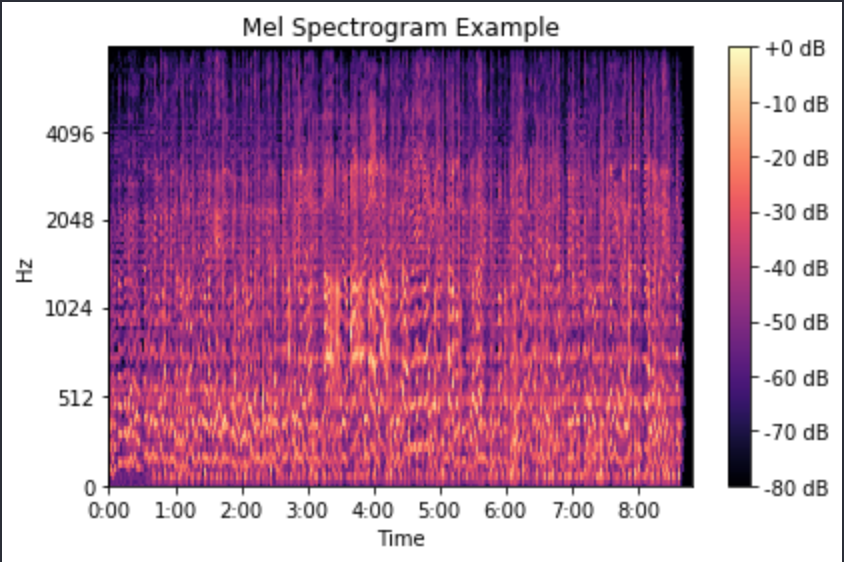 Mel Spectrogram Example
Hz
4096
2048
1024
512
0
0:00 1:00 2:00 3:00 4:00 5:00 6:00 7:00 8:00
Time
+0 dB
-10 dB
-20 dB
-30 dB
-40 dB
-50 dB
-60 dB
-70 dB
-80 dB